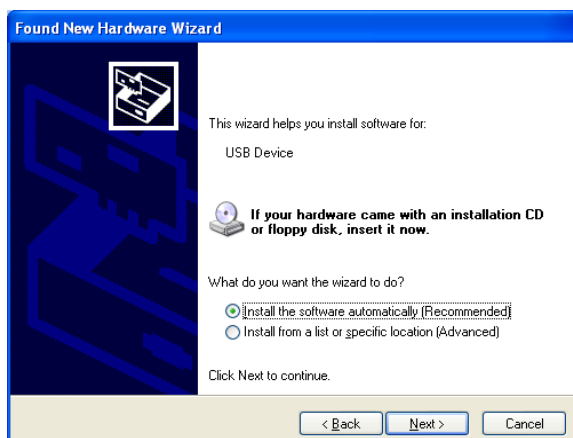 Found New Hardware Wizard
This wizard helps you install software for:
USB Device
If your hardware came with an installation CD
or floppy disk, insert it now.
What do you want the wizard to do?
Install the software automatically (Recommended)
Install from a list or specific location (Advanced)
Click Next to continue.
< Back Next > Cancel